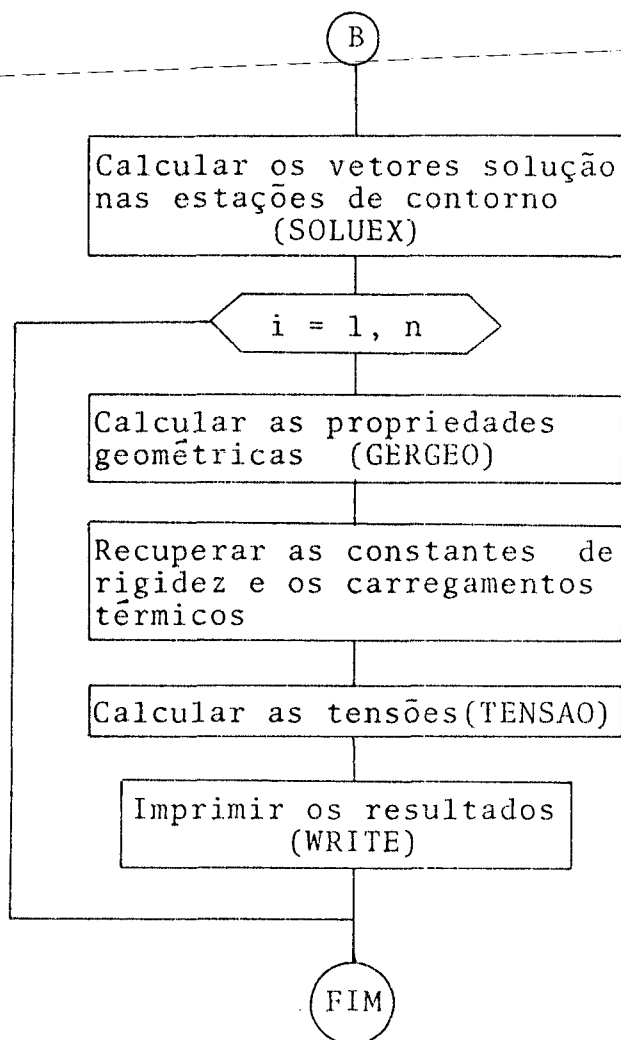 B
Calcular os vetores solução
nas estações de contorno
(SOLUEX)
i = 1, n
Calcular as propriedades
geométricas (GERGEO)
Recuperar as constantes de
rigidez e os carregamentos
térmicos
Calcular as tensões(TENSAO)
Imprimir os resultados
(WRITE)
FIM